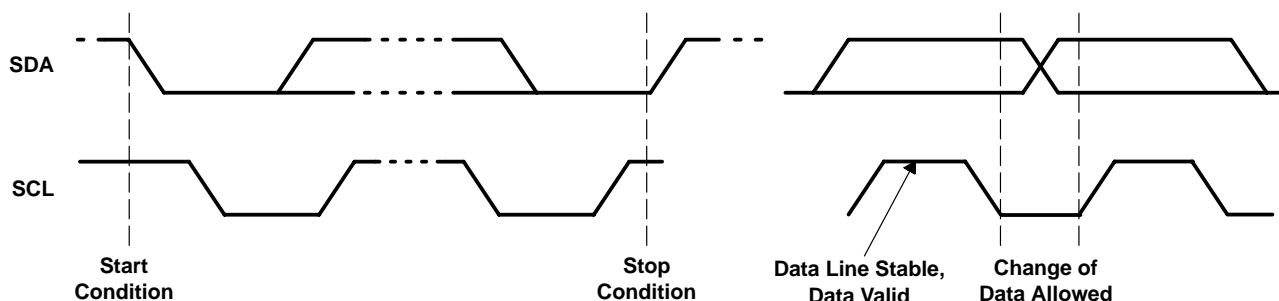 SDA
SCL
Start
Condition
Stop
Condition
Data Line Stable,
Data Valid
Change of
Data Allowed